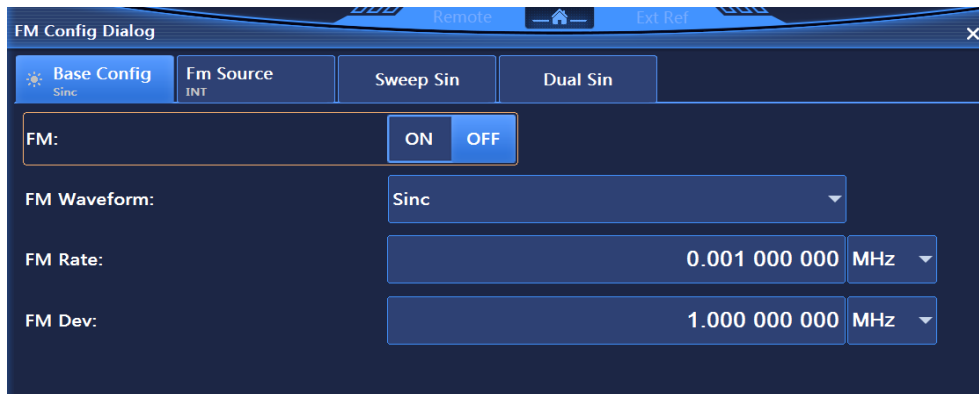 Remote Ext Ref
FM Config Dialog
Base Config Fm Source Sweep Sin Dual Sin
Sinc INT
FM: ON OFF
FM Waveform: Sinc
FM Rate: 0.001 000 000 MHz
FM Dev: 1.000 000 000 MHz